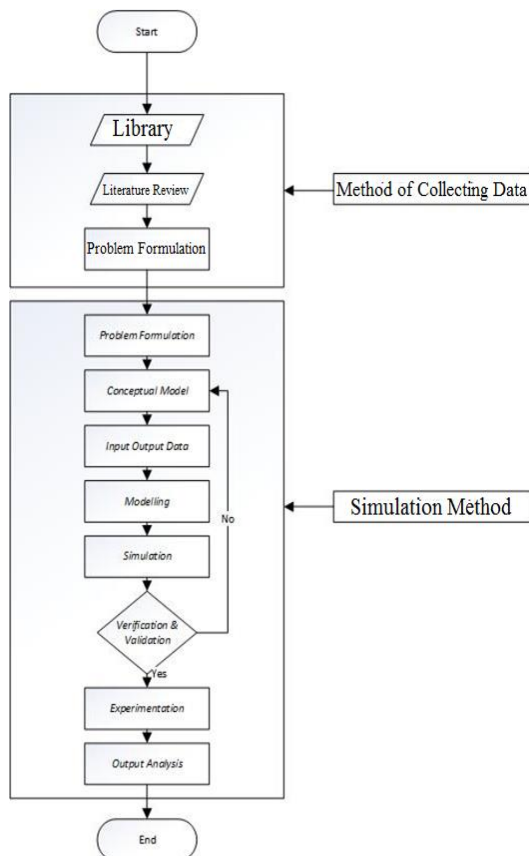 Start
Library
Literature Review
Method of Collecting Data
Problem Formulation
Problem Formulation
Conceptual Model
Input Output Data
Modelling
Simulation Method
No
Simulation
Verification &
Validation
Yes
Experimentation
Output Analysis
End